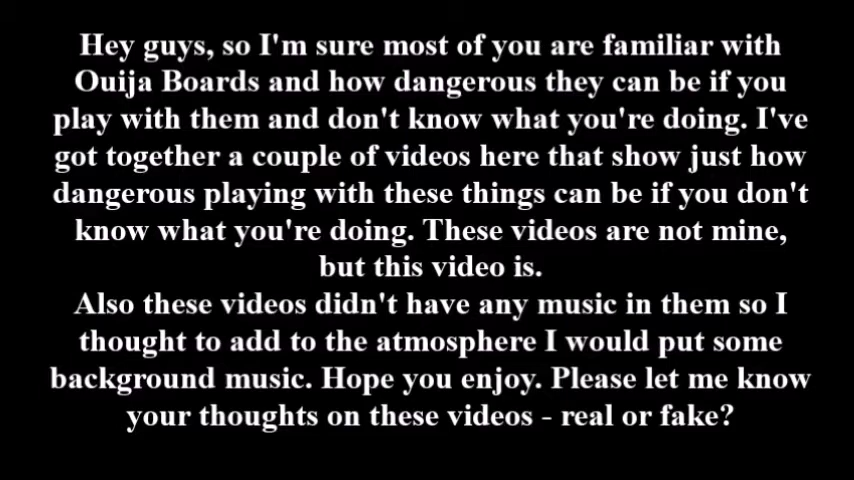 Hey guys, so I'm sure most of you are familiar with
Ouija Boards and how dangerous they can be if you
play with them and don't know what you're doing. I've
got together a couple of videos here that show just how
dangerous playing with these things can be if you don't
know what you're doing. These videos are not mine,
but this video is.
Also these videos didn't have any music in them so I
thought to add to the atmosphere I would put some
background music. Hope you enjoy. Please let me know
your thoughts on these videos - real or fake?